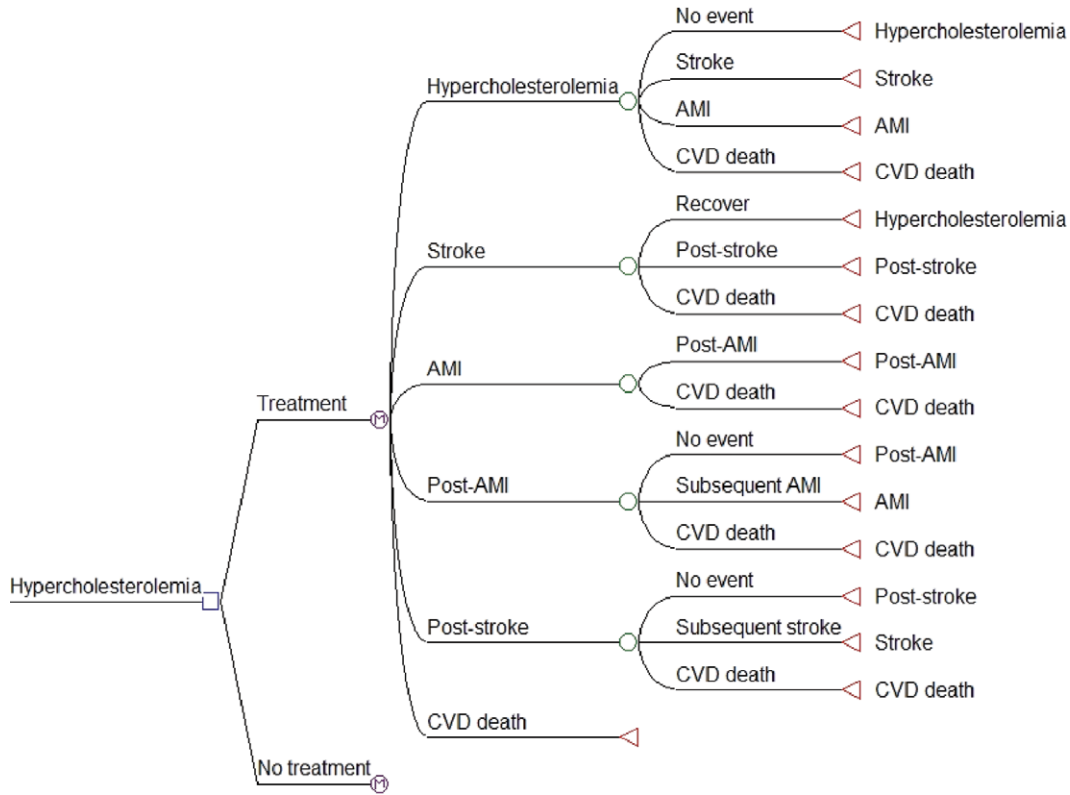 No event
Hypercholesterolemia
Stroke
Stroke
Hypercholesterolemia
AMI
AMI
CVD death
CVD death
Recover
Hypercholesterolemia
Stroke
Post-stroke
Post-stroke
CVD death
CVD death
Post-AMI
Post-AMI
AMI
CVD death
CVD death
Treatment
M
No event
Post-AMI
Post-AMI
Subsequent AMI
AMI
CVD death
CVD death
Hypercholesterolemia
No event
Post-stroke
Post-stroke
Subsequent stroke
Stroke
CVD death
CVD death
CVD death
No treatment
M